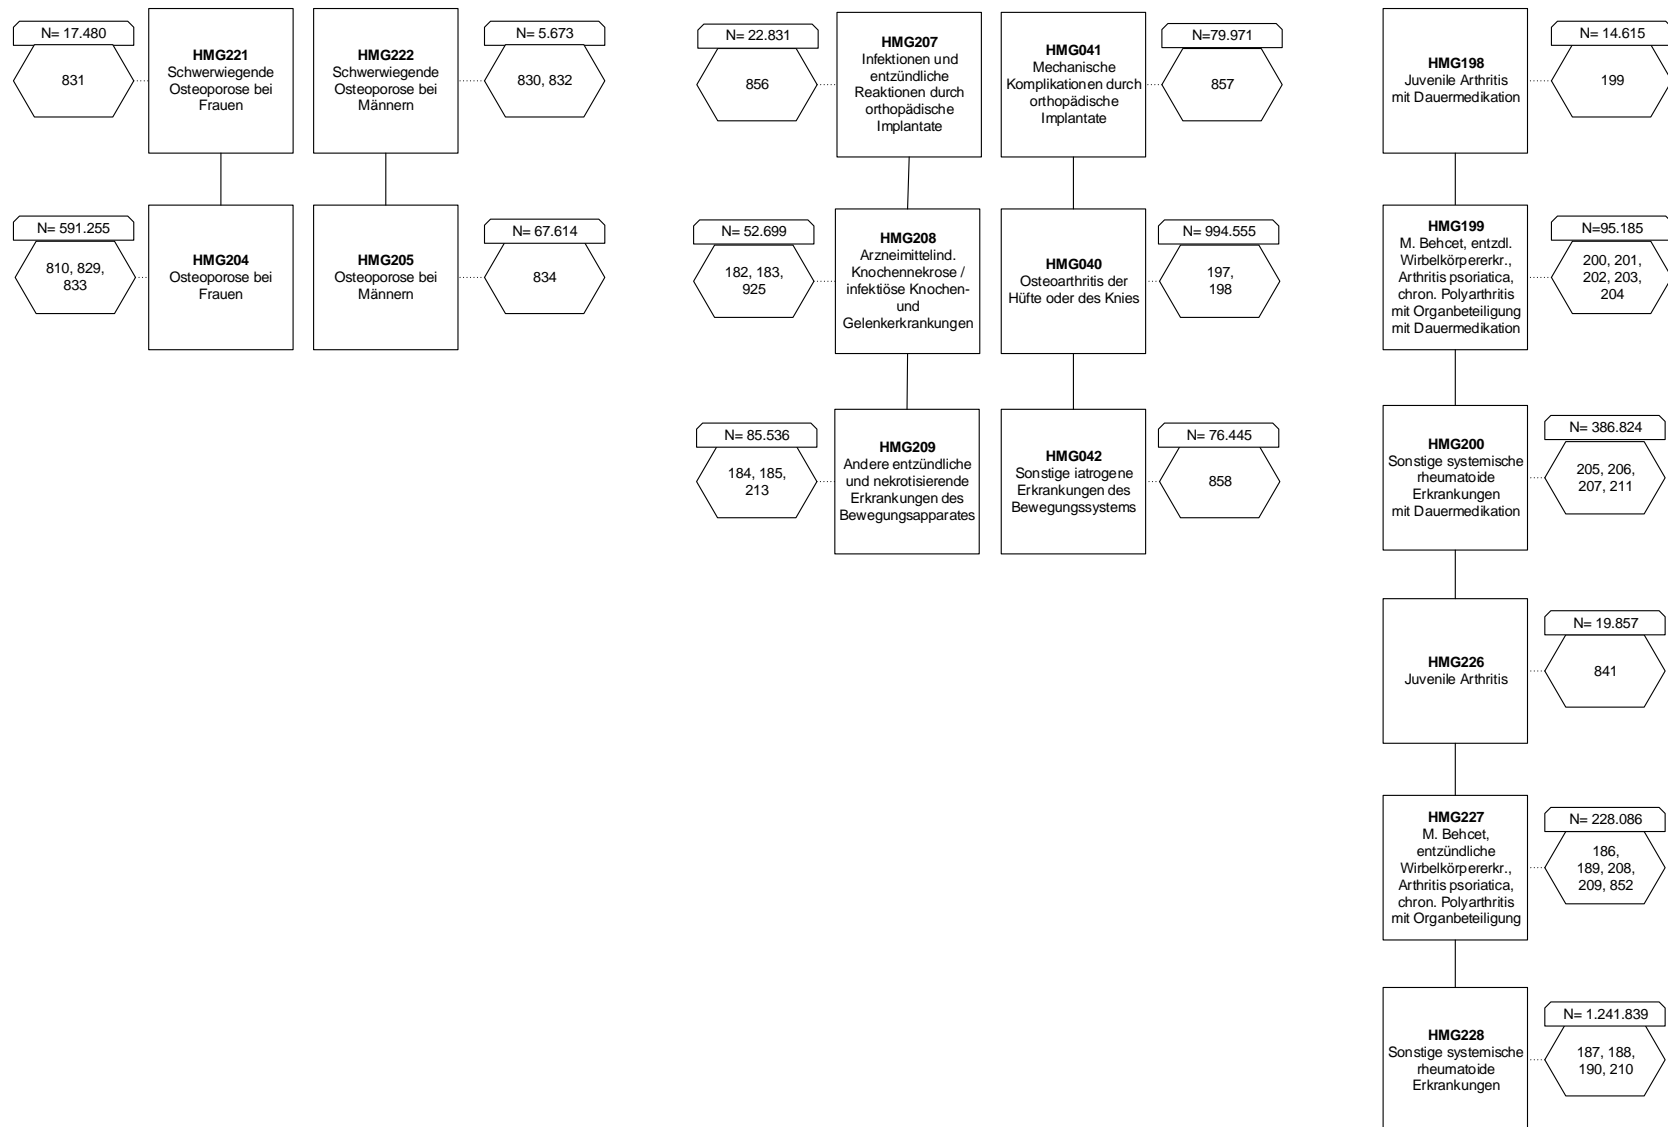 N= 17.480
831
HMG221
Schwerwiegende
Osteoporose bei
Frauen
HMG222
Schwerwiegende
Osteoporose bei
Männern
N= 5.673
830, 832
N= 591.255
810, 829,
833
HMG204
Osteoporose bei
Frauen
HMG205
Osteoporose bei
Männern
N= 67.614
834
N= 22.831
856
HMG207
Infektionen und
entzündliche
Reaktionen durch
orthopädische
Implantate
HMG041
Mechanische
Komplikationen durch
orthopädische
Implantate
N=79.971
857
N= 52.699
182, 183,
925
HMG208
Arzneimittelind.
Knochennekrose /
infektiöse Knochen-
und
Gelenkerkrankungen
HMG040
Osteoarthritis der
Hüfte oder des Knies
N= 994.555
197,
198
N= 85.536
184, 185,
213
HMG209
Andere entzündliche
und nekrotisierende
Erkrankungen des
Bewegungsapparates
HMG042
Sonstige iatrogene
Erkrankungen des
Bewegungssystems
N= 76.445
858
HMG198
Juvenile Arthritis
mit Dauermedikation
N= 14.615
199
HMG199
M. Behcet, entzdl.
Wirbelkörpererkr.,
Arthritis psoriatica,
chron. Polyarthritis
mit Organbeteiligung
mit Dauermedikation
N=95.185
200, 201,
202, 203,
204
HMG200
Sonstige systemische
rheumatoide
Erkrankungen
mit Dauermedikation
N= 386.824
205, 206,
207, 211
HMG226
Juvenile Arthritis
N= 19.857
841
HMG227
M. Behcet,
entzündliche
Wirbelkörpererkr.,
Arthritis psoriatica,
chron. Polyarthritis
mit Organbeteiligung
N= 228.086
186,
189, 208,
209, 852
HMG228
Sonstige systemische
rheumatoide
Erkrankungen
N= 1.241.839
187, 188,
190, 210